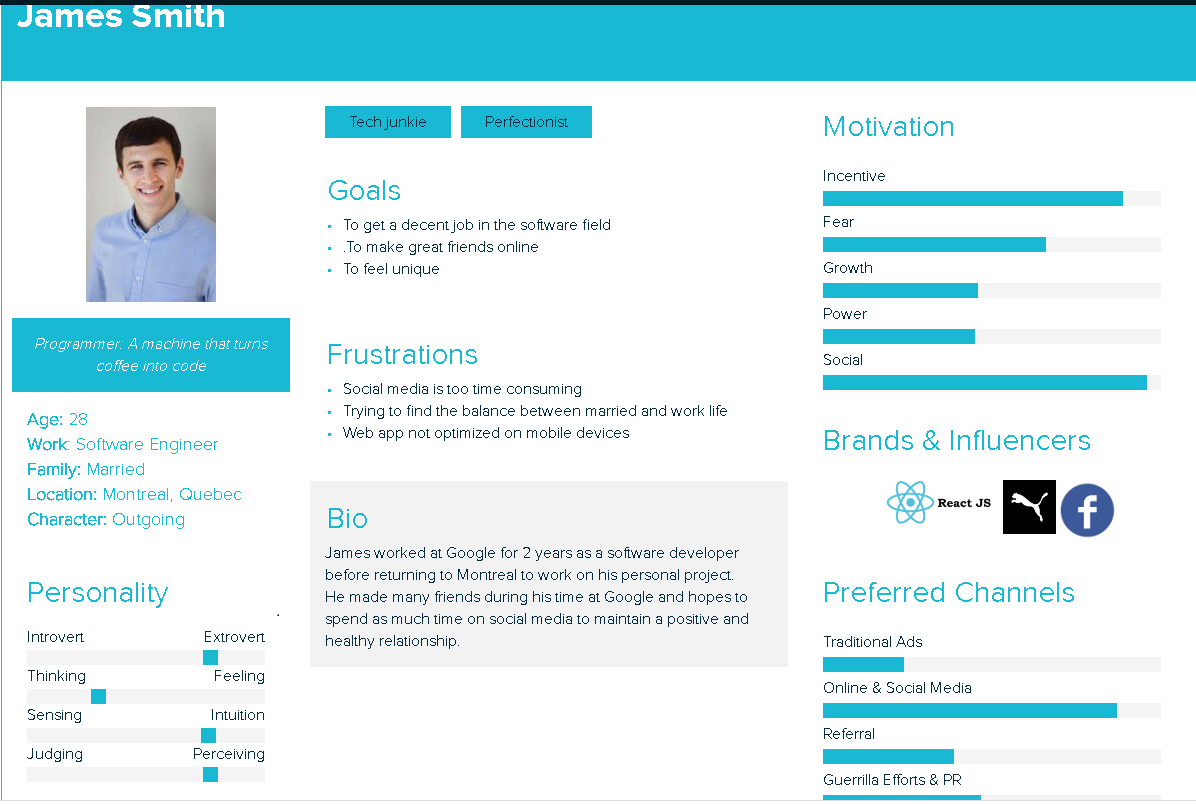 James Smith
Programmer: A machine that turns
coffee into code
Age: 28
Work: Software Engineer
Family: Married
Location: Montreal, Quebec
Character: Outgoing
Personality
Introvert Extrovert
Thinking Feeling
Sensing Intuition
Judging Perceiving
Tech junkie Perfectionist
Goals
• To get a decent job in the software field
• .To make great friends online
• To feel unique
Frustrations
• Social media is too time consuming
• Trying to find the balance between married and work life
• Web app not optimized on mobile devices
Bio
James worked at Google for 2 years as a software developer
before returning to Montreal to work on his personal project.
He made many friends during his time at Google and hopes to
spend as much time on social media to maintain a positive and
healthy relationship.
Motivation
Incentive
Fear
Growth
Power
Social
Brands & Influencers
React JS
f
Preferred Channels
Traditional Ads
Online & Social Media
Referral
Guerrilla Efforts & PR